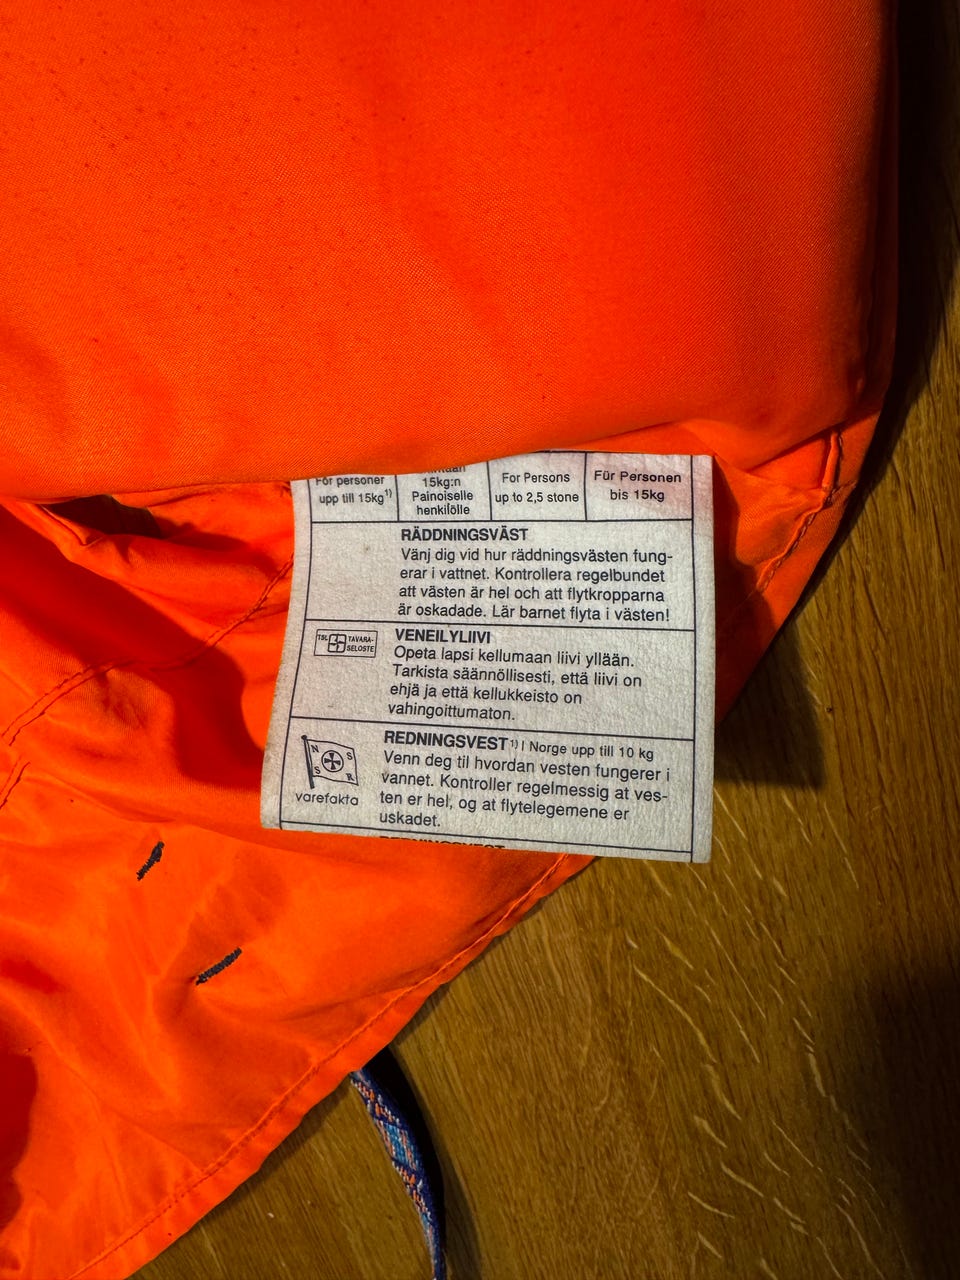 För personer
upp till 15kg¹⁾
15kg:n
Painoiselle
henkilölle
For Persons
up to 2,5 stone
Für Personen
bis 15kg
RÄDDNINGSVÄST
Vänj dig vid hur räddningsvästen fung-
erar i vattnet. Kontrollera regelbundet
att västen är hel och att flytkropparna
är oskadade. Lär barnet flyta i västen!
TSL TAVARA-
SELOSTE
VENEILYLIIVI
Opeta lapsi kellumaan liivi yllään.
Tarkista säännöllisesti, että liivi on
ehjä ja että kellukkeisto on
vahingoittumaton.
N S
S R
varefakta
REDNINGSVEST ¹⁾ I Norge upp till 10 kg
Venn deg til hvordan vesten fungerer i
vannet. Kontroller regelmessig at ves-
ten er hel, og at flytelegemene er
uskadet.
REDNINGSVEST